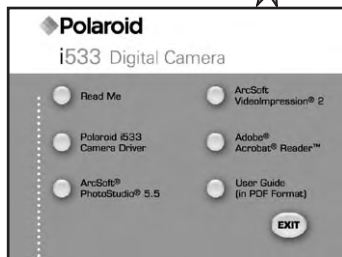 Polaroid
i533 Digital Camera
Read Me
Polaroid i533
Camera Driver
ArcSoft®
PhotoStudio® 5.5
ArcSoft
VideoImpression® 2
Adobe®
Acrobat® Reader™
User Guide
(in PDF Format)
EXIT